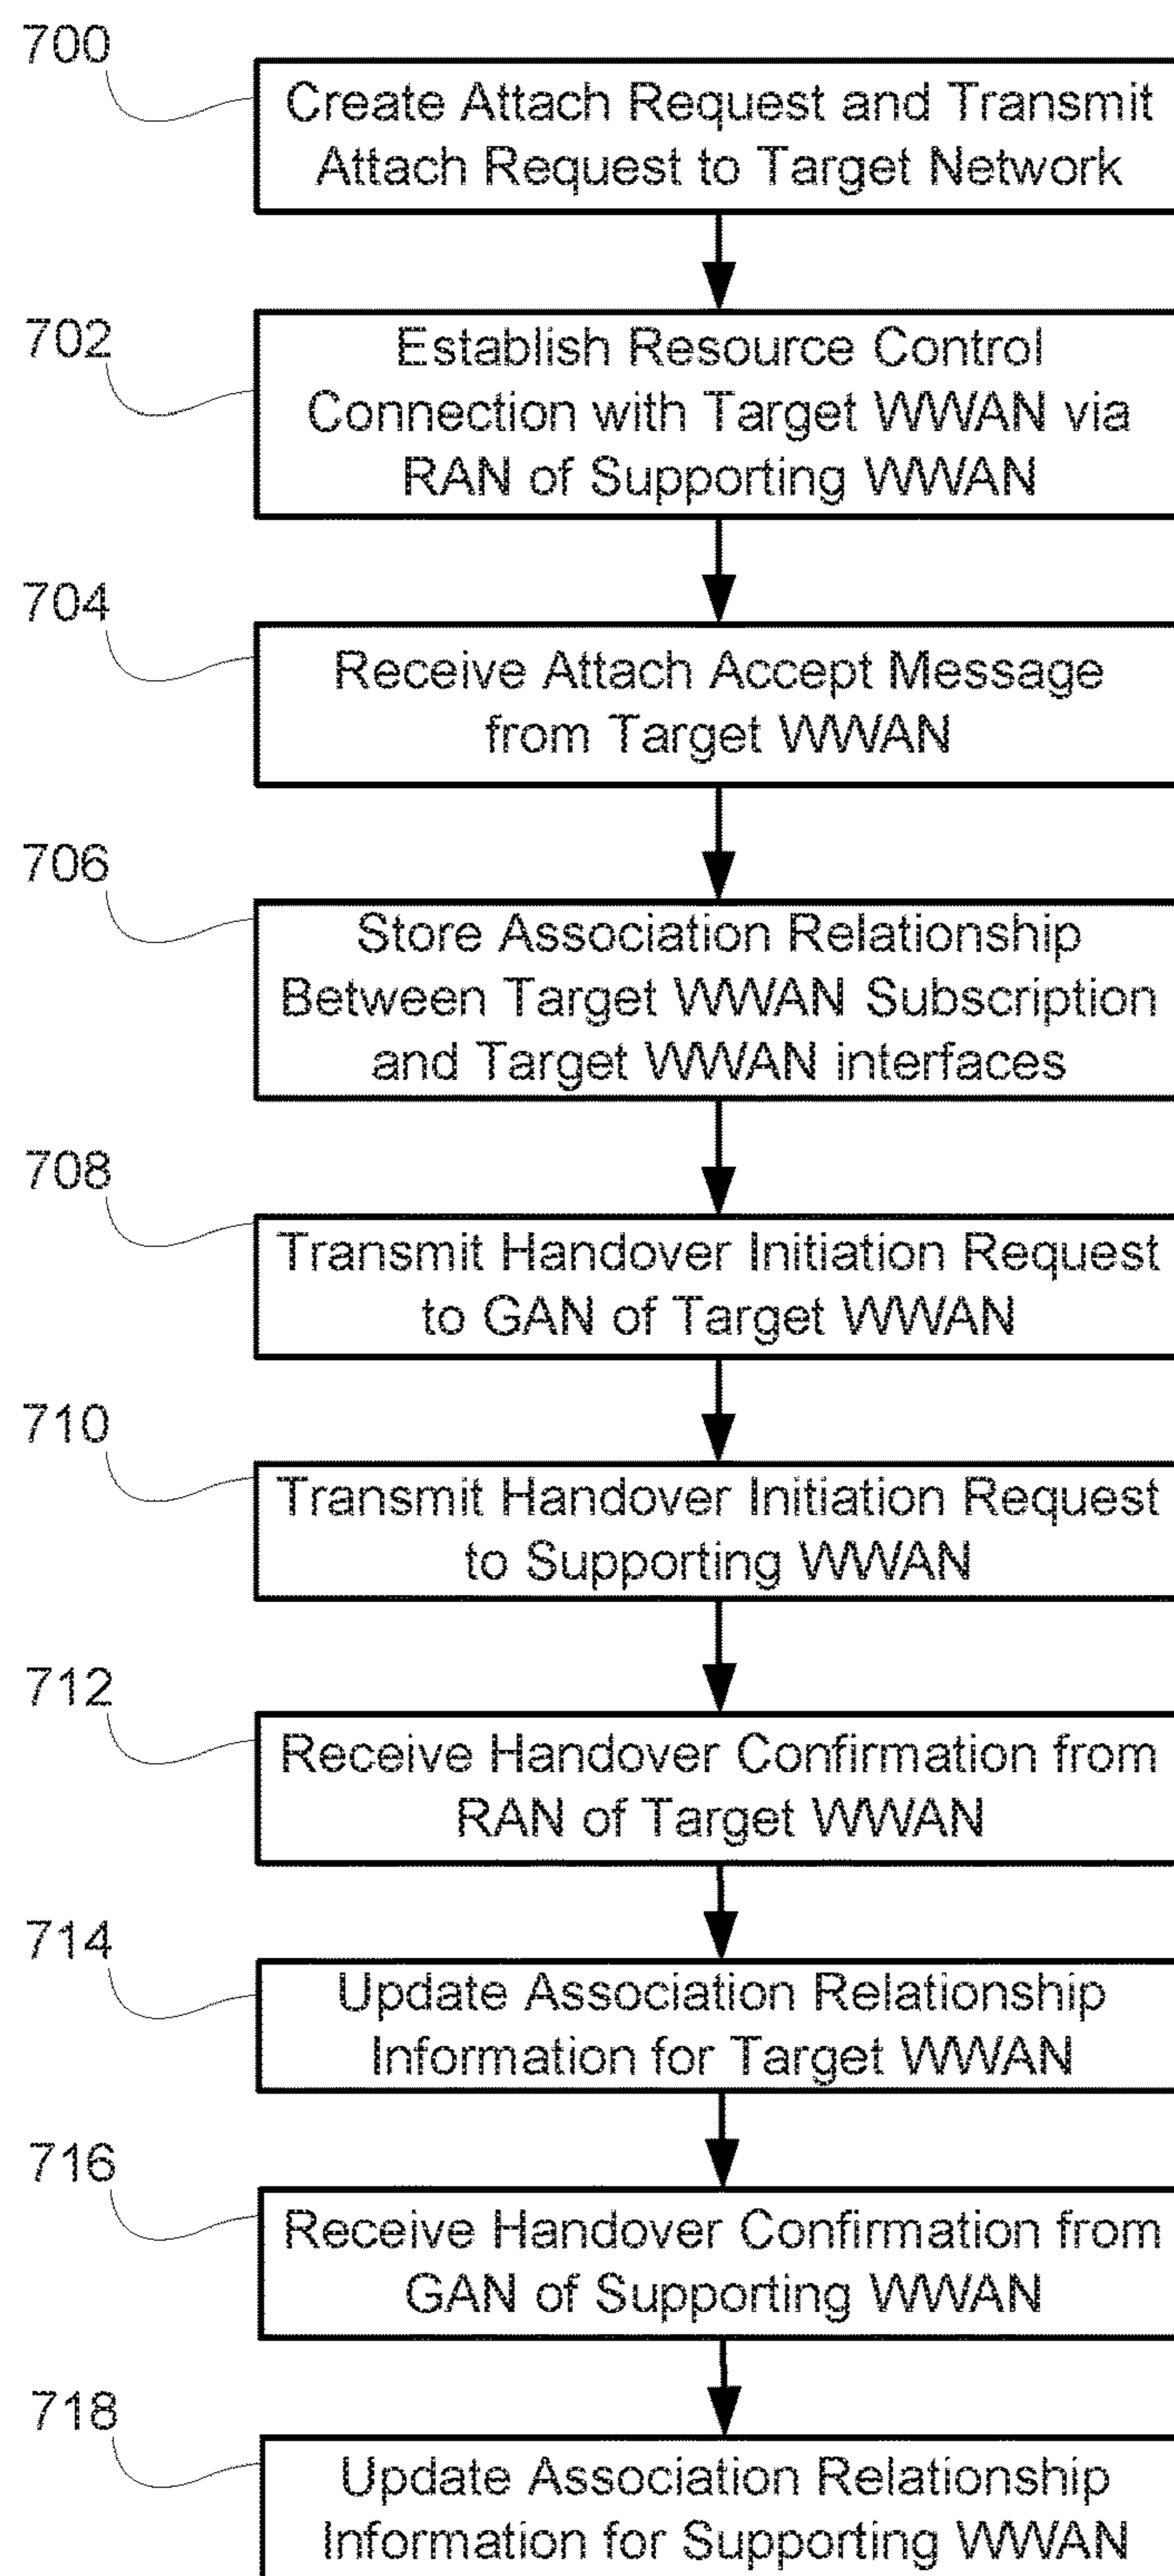 700
Create Attach Request and Transmit
Attach Request to Target Network
702
Establish Resource Control
Connection with Target WWAN via
RAN of Supporting WWAN
704
Receive Attach Accept Message
from Target WWAN
706
Store Association Relationship
Between Target WWAN Subscription
and Target WWAN interfaces
708
Transmit Handover Initiation Request
to GAN of Target WWAN
710
Transmit Handover Initiation Request
to Supporting WWAN
712
Receive Handover Confirmation from
RAN of Target WWAN
714
Update Association Relationship
Information for Target WWAN
716
Receive Handover Confirmation from
GAN of Supporting WWAN
718
Update Association Relationship
Information for Supporting WWAN